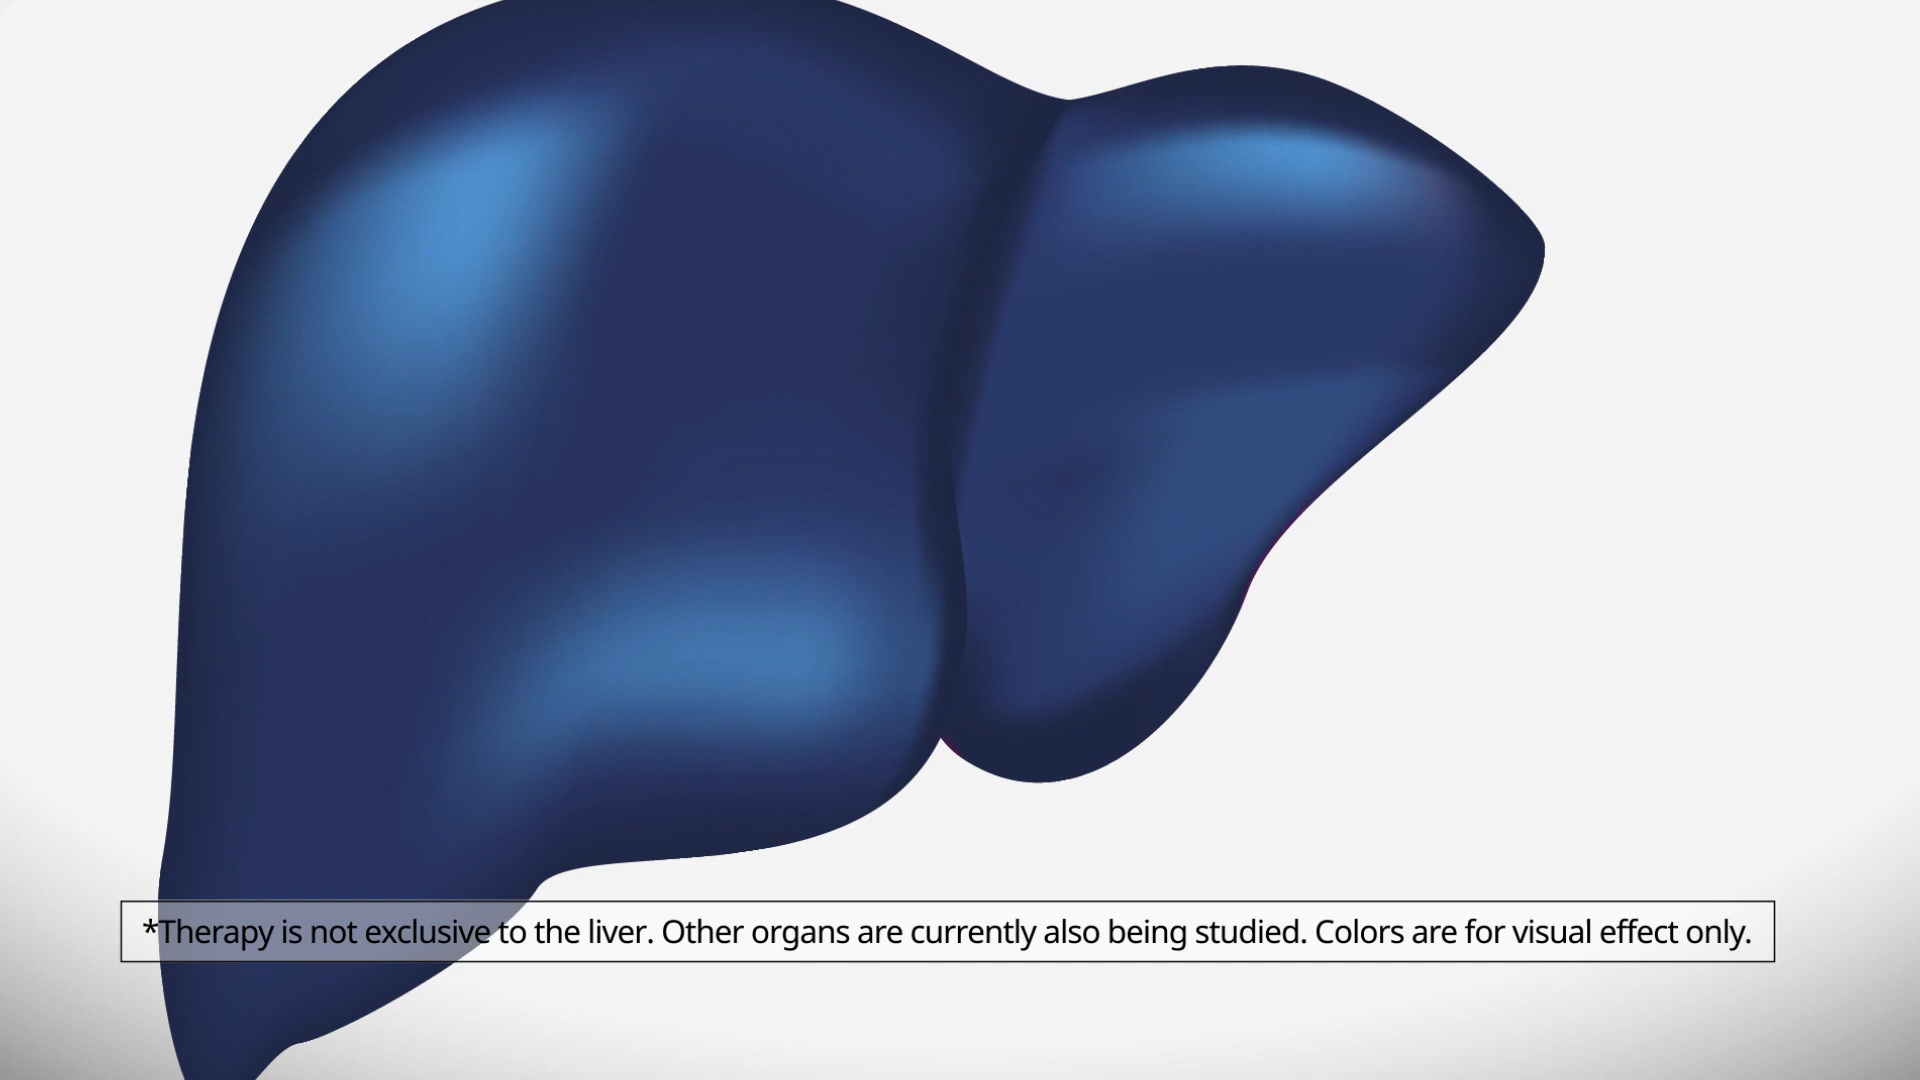 *Therapy is not exclusive to the liver. Other organs are currently also being studied. Colors are for visual effect only.